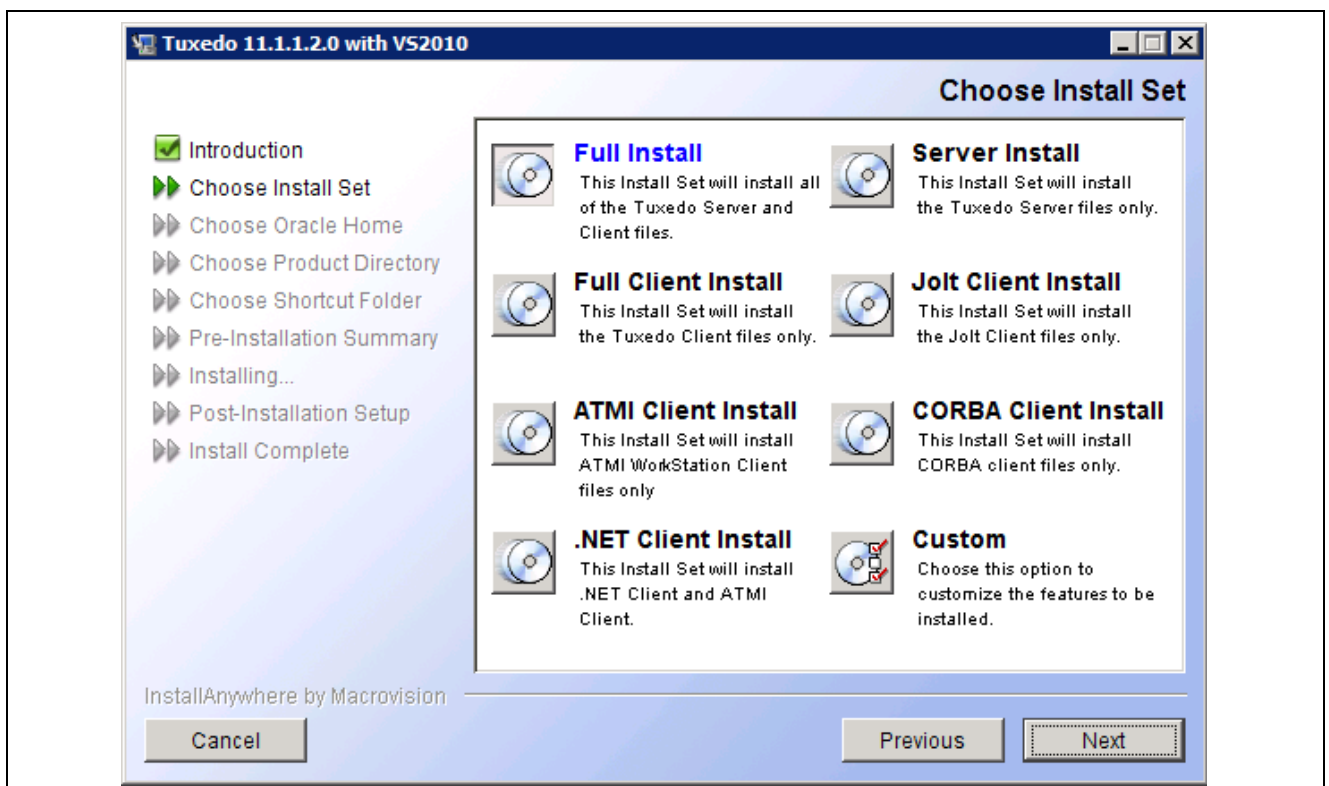 Tuxedo 11.1.1.2.0 with VS2010
Choose Install Set
Introduction
Choose Install Set
Choose Oracle Home
Choose Product Directory
Choose Shortcut Folder
Pre-Installation Summary
Installing...
Post-Installation Setup
Install Complete
Full Install
This Install Set will install all
of the Tuxedo Server and
Client files.
Server Install
This Install Set will install
the Tuxedo Server files only.
Full Client Install
This Install Set will install
the Tuxedo Client files only.
Jolt Client Install
This Install Set will install
the Jolt Client files only.
ATMI Client Install
This Install Set will install
ATMI WorkStation Client
files only
CORBA Client Install
This Install Set will install
CORBA client files only.
.NET Client Install
This Install Set will install
.NET Client and ATMI
Client.
Custom
Choose this option to
customize the features to be
installed.
InstallAnywhere by Macrovision
Cancel
Previous
Next